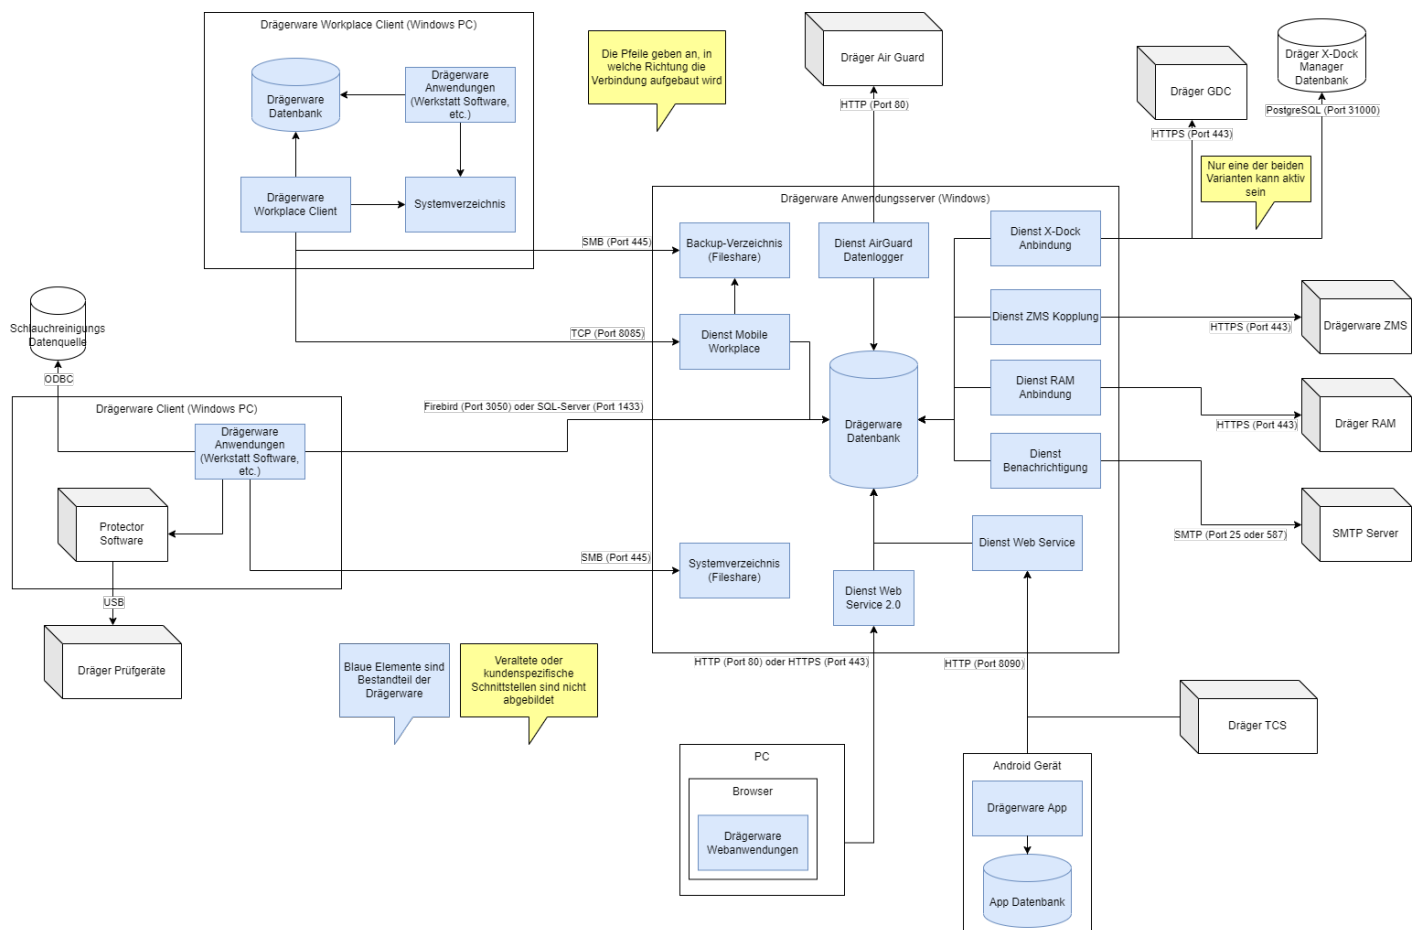 Drägerware Workplace Client (Windows PC)
Drägerware
Datenbank
Drägerware
Anwendungen
(Werkstatt Software,
etc.)
Drägerware
Workplace Client
Systemverzeichnis
Die Pfeile geben an, in
welche Richtung die
Verbindung aufgebaut wird
Dräger Air Guard
HTTP (Port 80)
Dräger GDC
HTTPS (Port 443)
Dräger X-Dock
Manager
Datenbank
PostgreSQL (Port 31000)
Nur eine der beiden
Varianten kann aktiv
sein
Drägerware Anwendungsserver (Windows)
SMB (Port 445)
Backup-Verzeichnis
(Fileshare)
Dienst AirGuard
Datenlogger
Dienst X-Dock
Anbindung
TCP (Port 8085)
Dienst Mobile
Workplace
Dienst ZMS Kopplung
HTTPS (Port 443)
Drägerware ZMS
Dienst RAM
Anbindung
HTTPS (Port 443)
Dräger RAM
Drägerware
Datenbank
Dienst
Benachrichtigung
SMTP (Port 25 oder 587)
SMTP Server
Schlauchreinigungs
Datenquelle
ODBC
Drägerware Client (Windows PC)
Firebird (Port 3050) oder SQL-Server (Port 1433)
Drägerware
Anwendungen
(Werkstatt Software,
etc.)
Protector
Software
USB
Dräger Prüfgeräte
SMB (Port 445)
Systemverzeichnis
(Fileshare)
Dienst Web Service
Dienst Web
Service 2.0
Blaue Elemente sind
Bestandteil der
Drägerware
Veraltete oder
kundenspezifische
Schnittstellen sind nicht
abgebildet
HTTP (Port 80) oder HTTPS (Port 443)
HTTP (Port 8090)
Dräger TCS
PC
Browser
Drägerware
Webanwendungen
Android Gerät
Drägerware App
App Datenbank